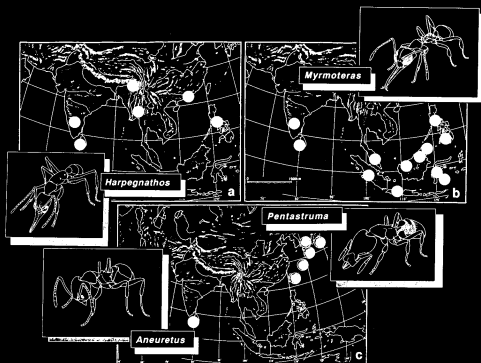 Myrmoteras
Harpegnathos
a
b
Pentastruma
Aneuretus
c